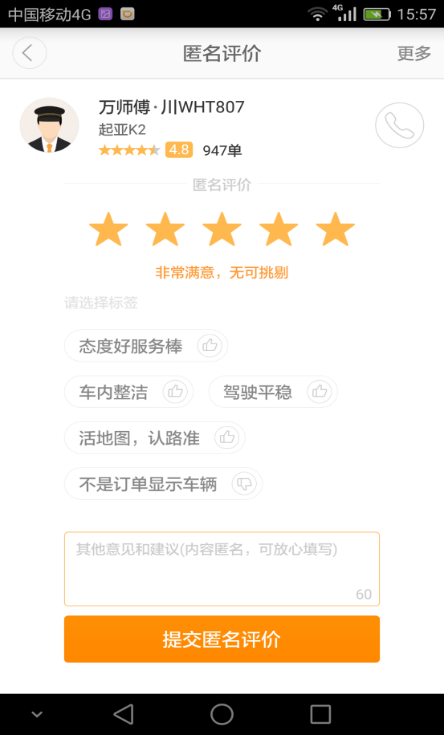 中国移动4G 4G 15:57
匿名评价 更多
万师傅·川WHT807
起亚K2
4.8 947单
匿名评价
非常满意，无可挑剔
请选择标签
态度好服务棒
车内整洁 驾驶平稳
活地图，认路准
不是订单显示车辆
其他意见和建议(内容匿名，可放心填写)
60
提交匿名评价